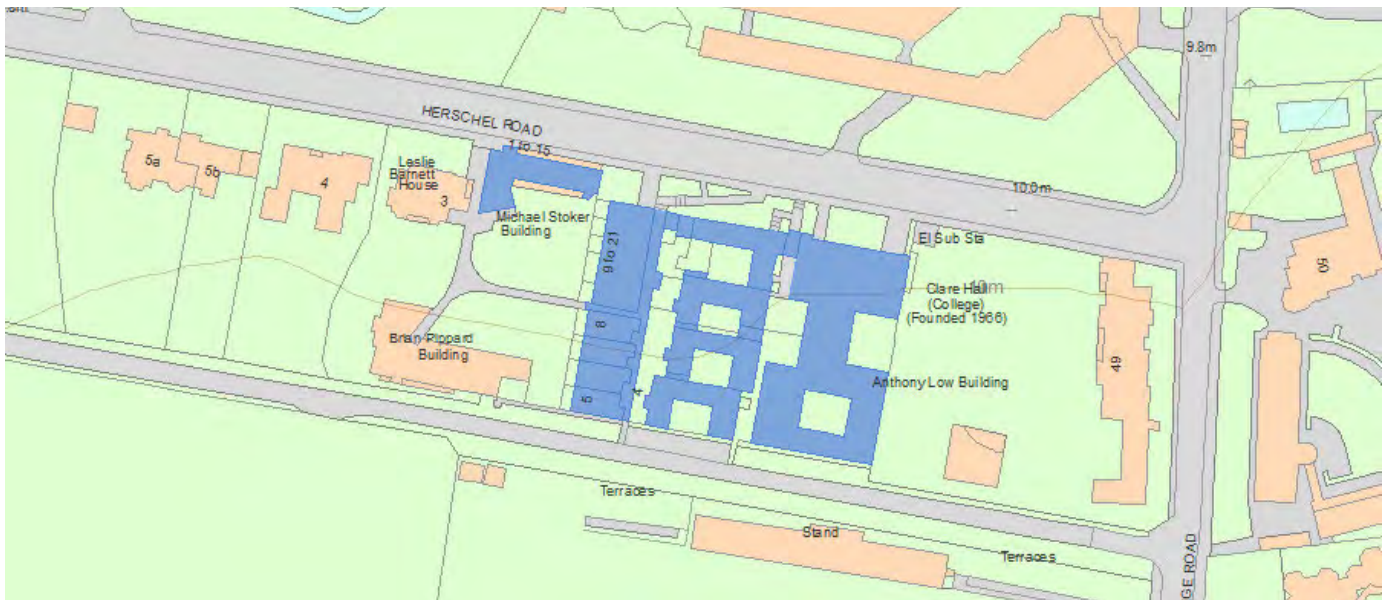 9.8m
HERSCHEL ROAD
1 to 15
5a
5b
4
Leslie
Barnett
House
3
10.0m
Michael Stoker
Building
9 to 21
El Sub Sta
50
10m
Clare Hall
(College)
(Founded 1966)
8
Brian Pippard
Building
49
Anthony Low Building
5
4
Terraces
Stand
Terraces
GE ROAD